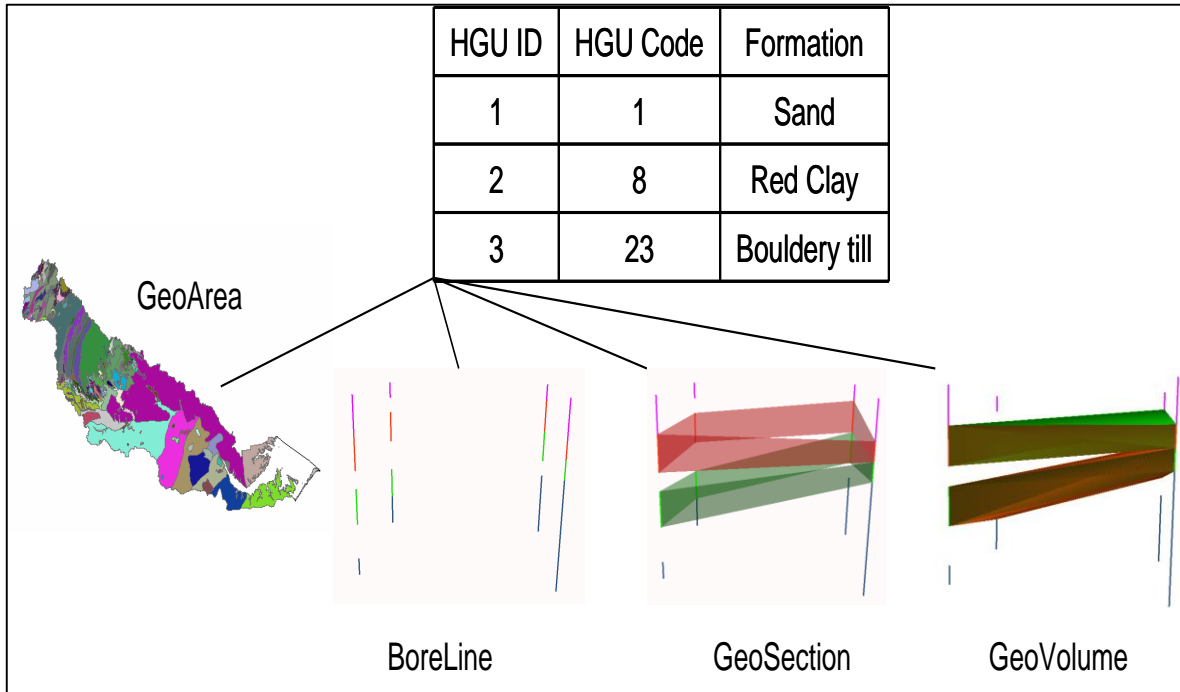 HGU ID HGU Code Formation
1 1 Sand
2 8 Red Clay
3 23 Bouldery till
GeoArea
BoreLine GeoSection GeoVolume